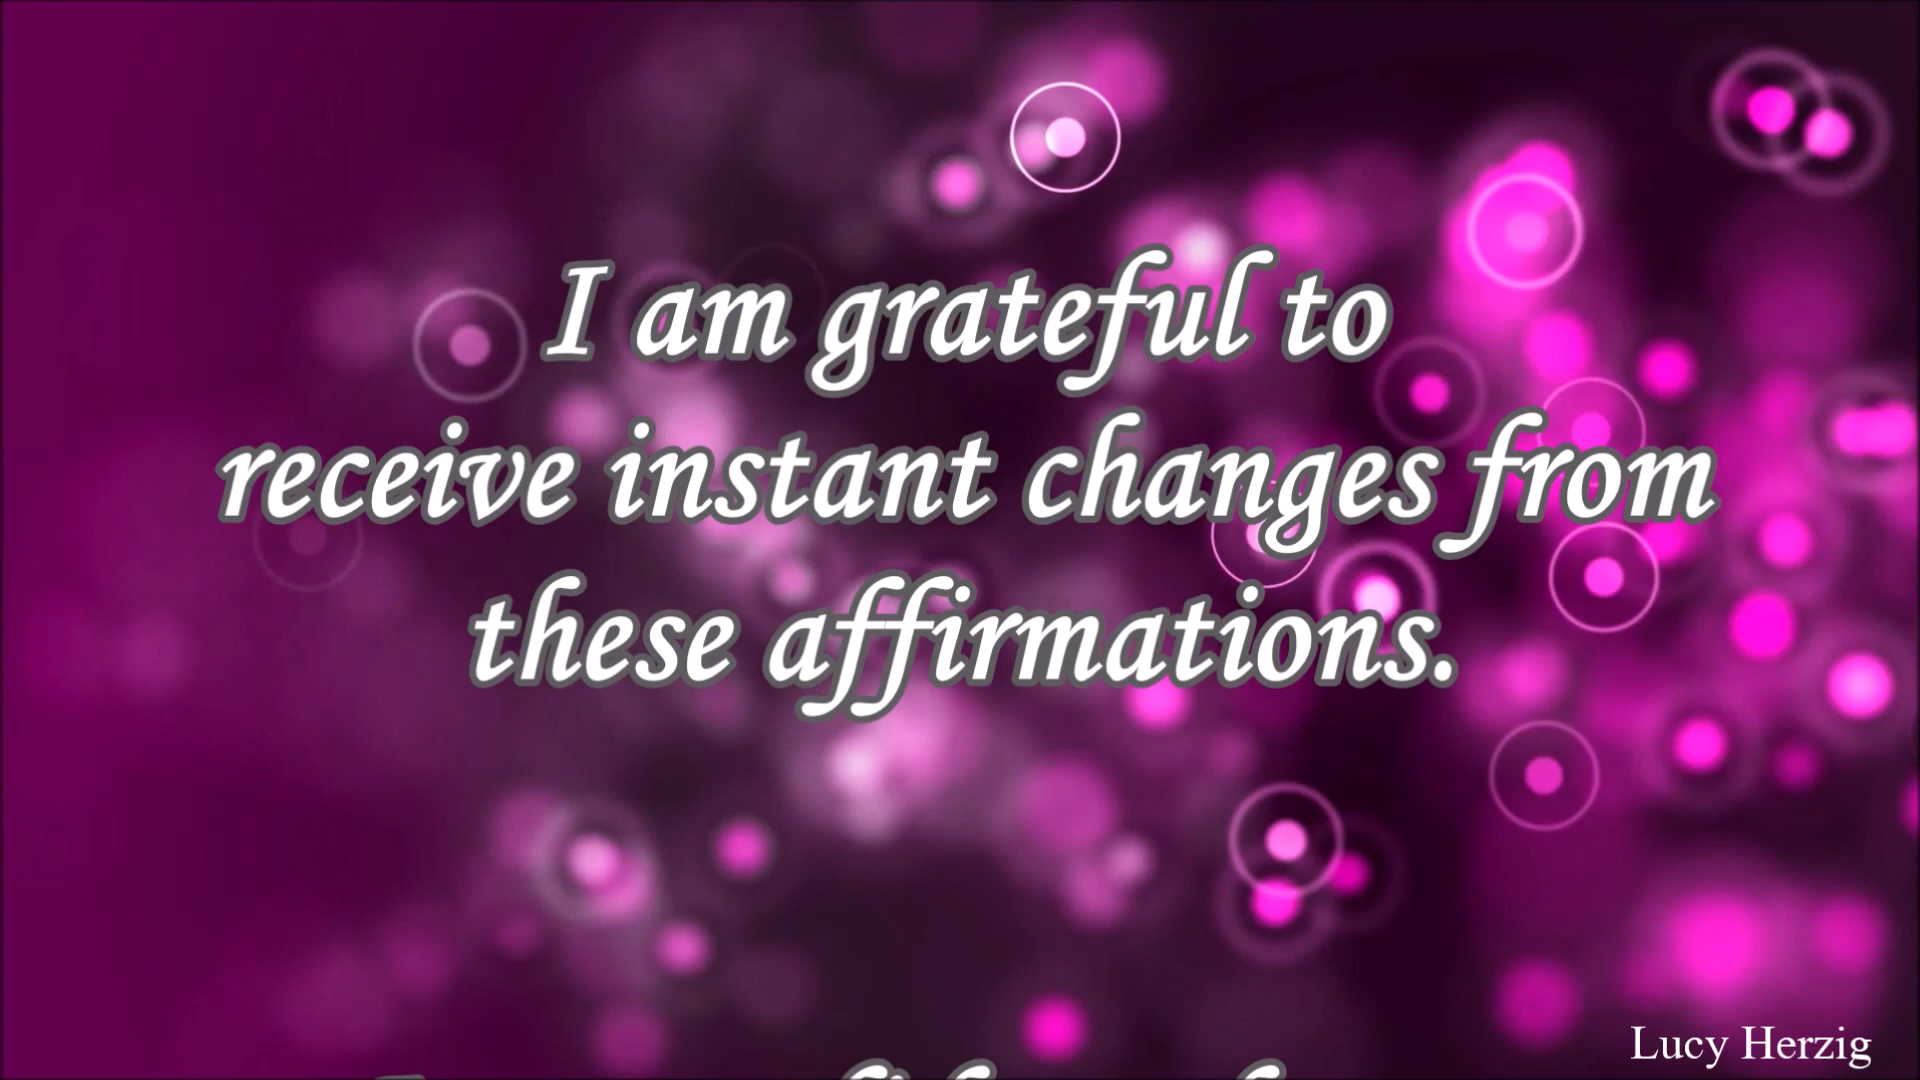 I am grateful to
receive instant changes from
these affirmations.
Lucy Herzig